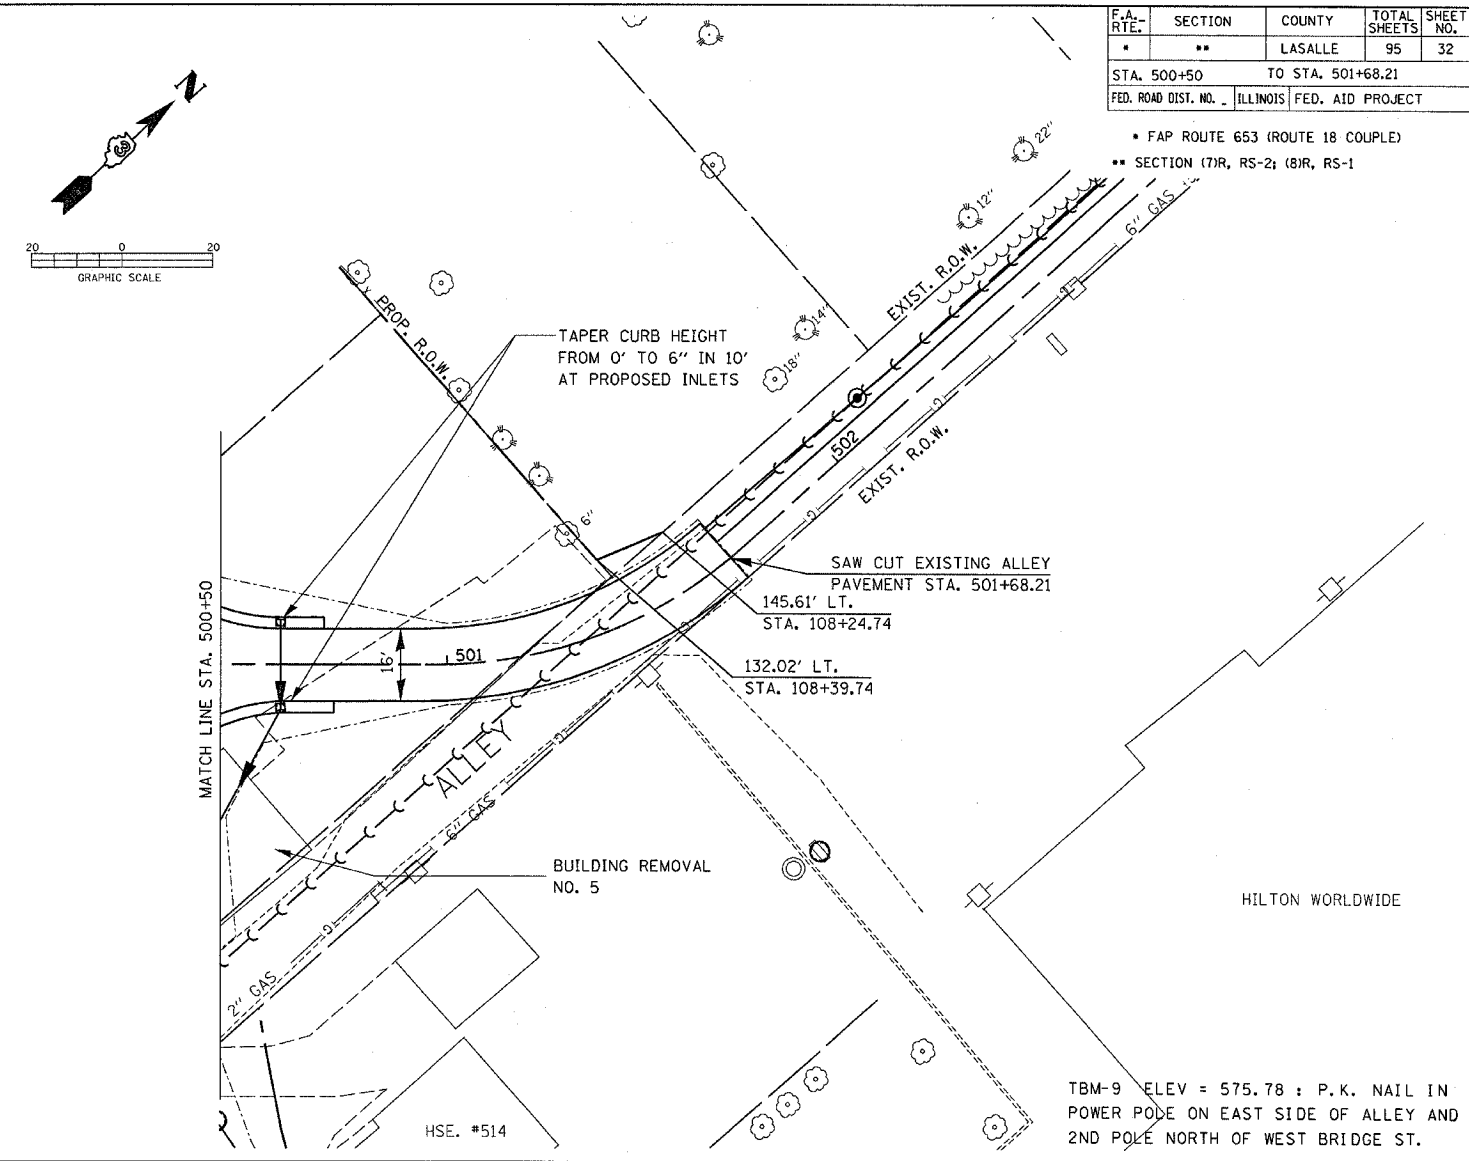 F.A. RTE. SECTION COUNTY TOTAL SHEETS SHEET NO.
* ** LASALLE 95 32
STA. 500+50 TO STA. 501+68.21
FED. ROAD DIST. NO. _ ILLINOIS FED. AID PROJECT
* FAP ROUTE 653 (ROUTE 18 COUPLE)
** SECTION (7)R, RS-2; (8)R, RS-1
N
3
20 0 20
GRAPHIC SCALE
22"
12"
6" GAS
EXIST. R.O.W.
14"
18"
PROP. R.O.W.
TAPER CURB HEIGHT
FROM 0' TO 6" IN 10'
AT PROPOSED INLETS
502
EXIST. R.O.W.
6"
SAW CUT EXISTING ALLEY
PAVEMENT STA. 501+68.21
145.61' LT.
STA. 108+24.74
132.02' LT.
STA. 108+39.74
MATCH LINE STA. 500+50
16'
501
ALLEY
6" GAS
BUILDING REMOVAL
NO. 5
2" GAS
HILTON WORLDWIDE
HSE. #514
TBM-9 ELEV = 575.78 : P.K. NAIL IN
POWER POLE ON EAST SIDE OF ALLEY AND
2ND POLE NORTH OF WEST BRIDGE ST.